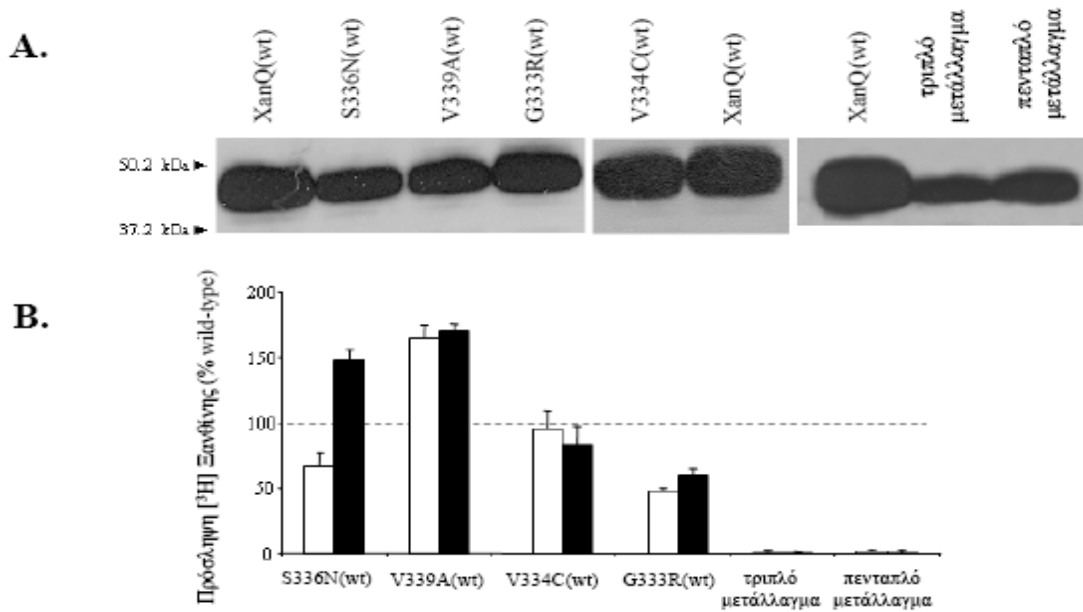 A.
XanQ(wt)
S336N(wt)
V339A(wt)
G333R(wt)
V334C(wt)
XanQ(wt)
XanQ(wt)
τριπλό
μετάλλαγμα
πενταπλό
μετάλλαγμα
50.2 kDa
37.2 kDa
B.
Πρόσληψη [³H] Ξανθίνης (% wild-type)
200
150
100
50
0
S336N(wt)
V339A(wt)
V334C(wt)
G333R(wt)
τριπλό
μετάλλαγμα
πενταπλό
μετάλλαγμα